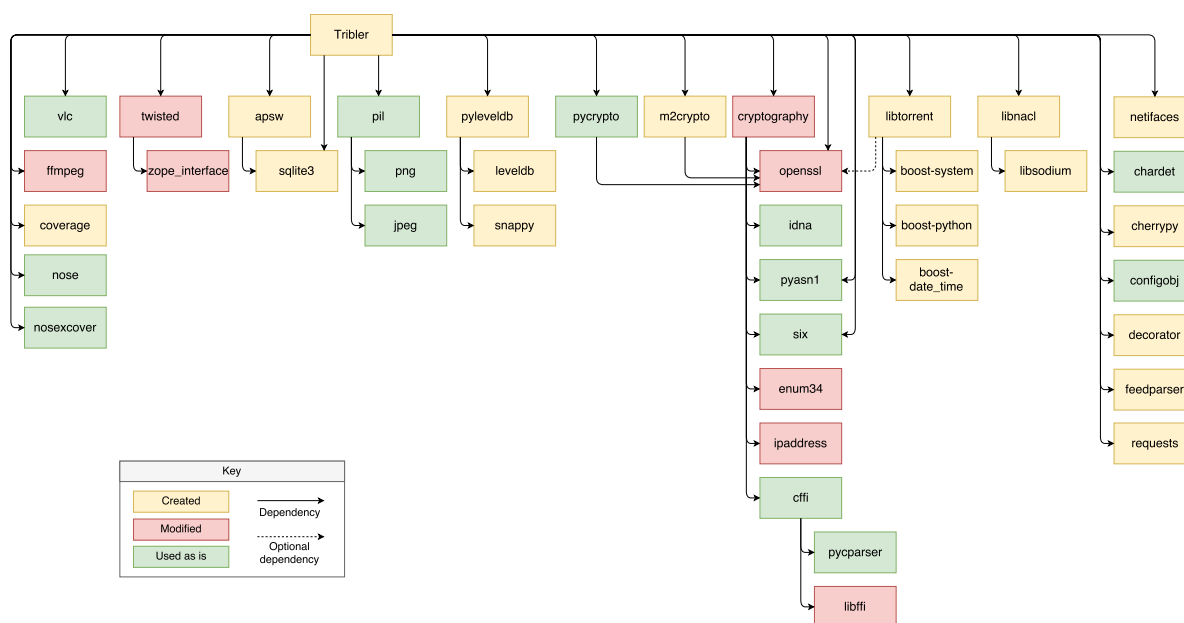 Tribler
vlc
twisted
apsw
pil
pyleveldb
pycrypto
m2crypto
cryptography
libtorrent
libnacl
netifaces
ffmpeg
zope_interface
sqlite3
png
leveldb
openssl
boost-system
libsodium
chardet
coverage
jpeg
snappy
idna
boost-python
cherrypy
nose
pyasn1
boost-
date_time
configobj
nosexcover
six
decorator
enum34
feedparser
ipaddress
requests
Key
Created
Dependency
Modified
Optional
dependency
Used as is
cffi
pycparser
libffi